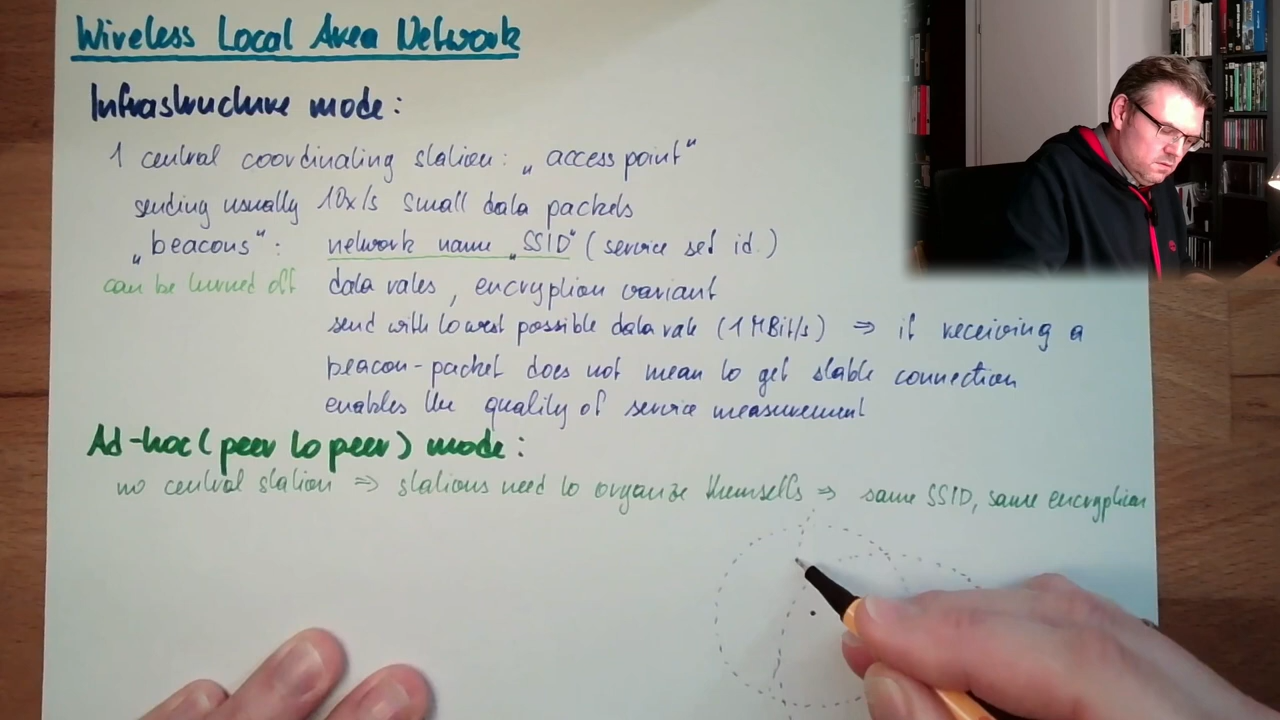 Wireless Local Area Network
Infrastructure mode:
1 central coordinating station: „access point"
sending usually 10x/s small data packets
„beacons": network name „SSID" (service set id.)
can be turned off data rates, encryption variant
send with lowest possible data rate (1 MBit/s) ⇒ if receiving a
beacon-packet does not mean to get stable connection
enables the quality of service measurement
Ad-hoc (peer to peer) mode:
no central station ⇒ stations need to organize themsells ⇒ same SSID, same encryption